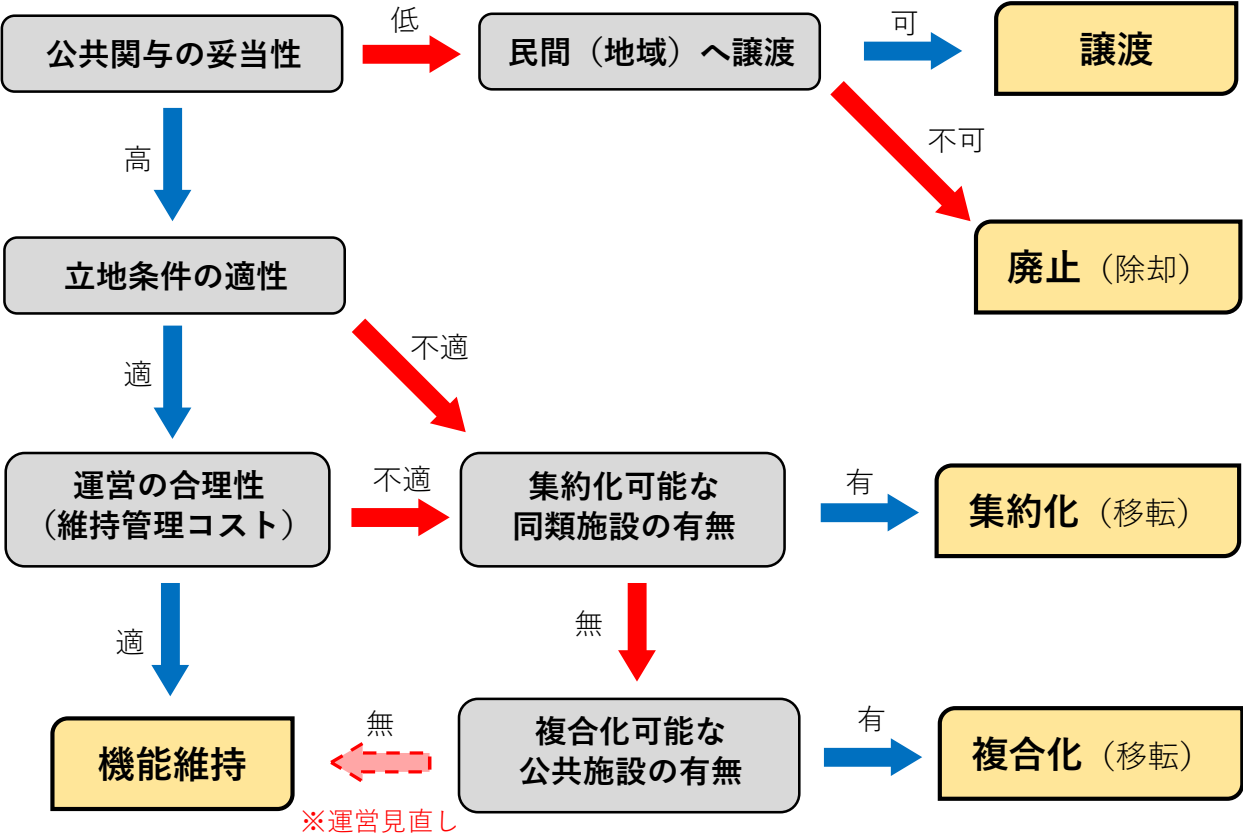 公共関与の妥当性
低
民間（地域）へ譲渡
可
譲渡
高
不可
立地条件の適性
廃止（除却）
適
不適
運営の合理性
（維持管理コスト）
不適
集約化可能な
同類施設の有無
有
集約化（移転）
適
無
機能維持
無
※運営見直し
複合化可能な
公共施設の有無
有
複合化（移転）